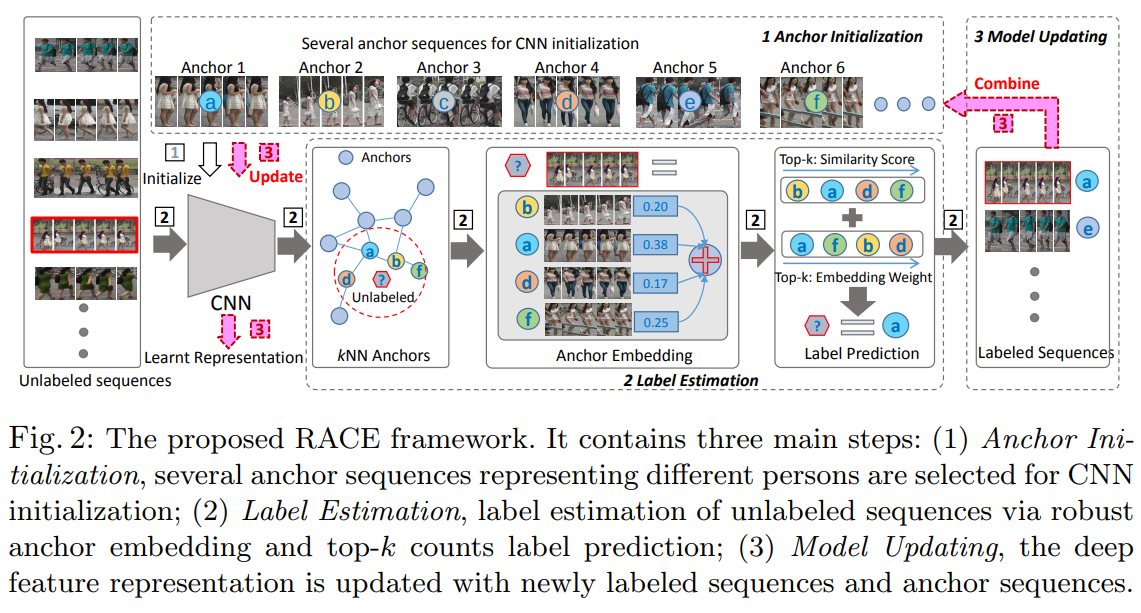 Several anchor sequences for CNN initialization
1 Anchor Initialization
3 Model Updating
Anchor 1
Anchor 2
Anchor 3
Anchor 4
Anchor 5
Anchor 6
a
b
c
d
e
f
Combine
3
1
3
Initialize
Update
2
2
CNN
3
Learnt Representation
Unlabeled sequences
Anchors
a
b
d
?
f
Unlabeled
kNN Anchors
2
?
b
0.20
a
0.38
d
0.17
f
0.25
Anchor Embedding
2
Top-k: Similarity Score
b a d f
a f b d
Top-k: Embedding Weight
? a
Label Prediction
2 Label Estimation
2
a
e
Labeled Sequences
Fig. 2: The proposed RACE framework. It contains three main steps: (1) Anchor Ini-
tialization, several anchor sequences representing different persons are selected for CNN
initialization; (2) Label Estimation, label estimation of unlabeled sequences via robust
anchor embedding and top-k counts label prediction; (3) Model Updating, the deep
feature representation is updated with newly labeled sequences and anchor sequences.